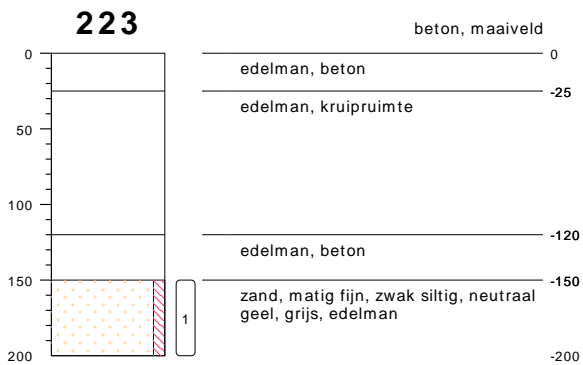 223
beton, maaiveld
0
0
edelman, beton
-25
edelman, kruipruimte
50
100
-120
edelman, beton
150
-150
zand, matig fijn, zwak siltig, neutraal
geel, grijs, edelman
1
200
-200